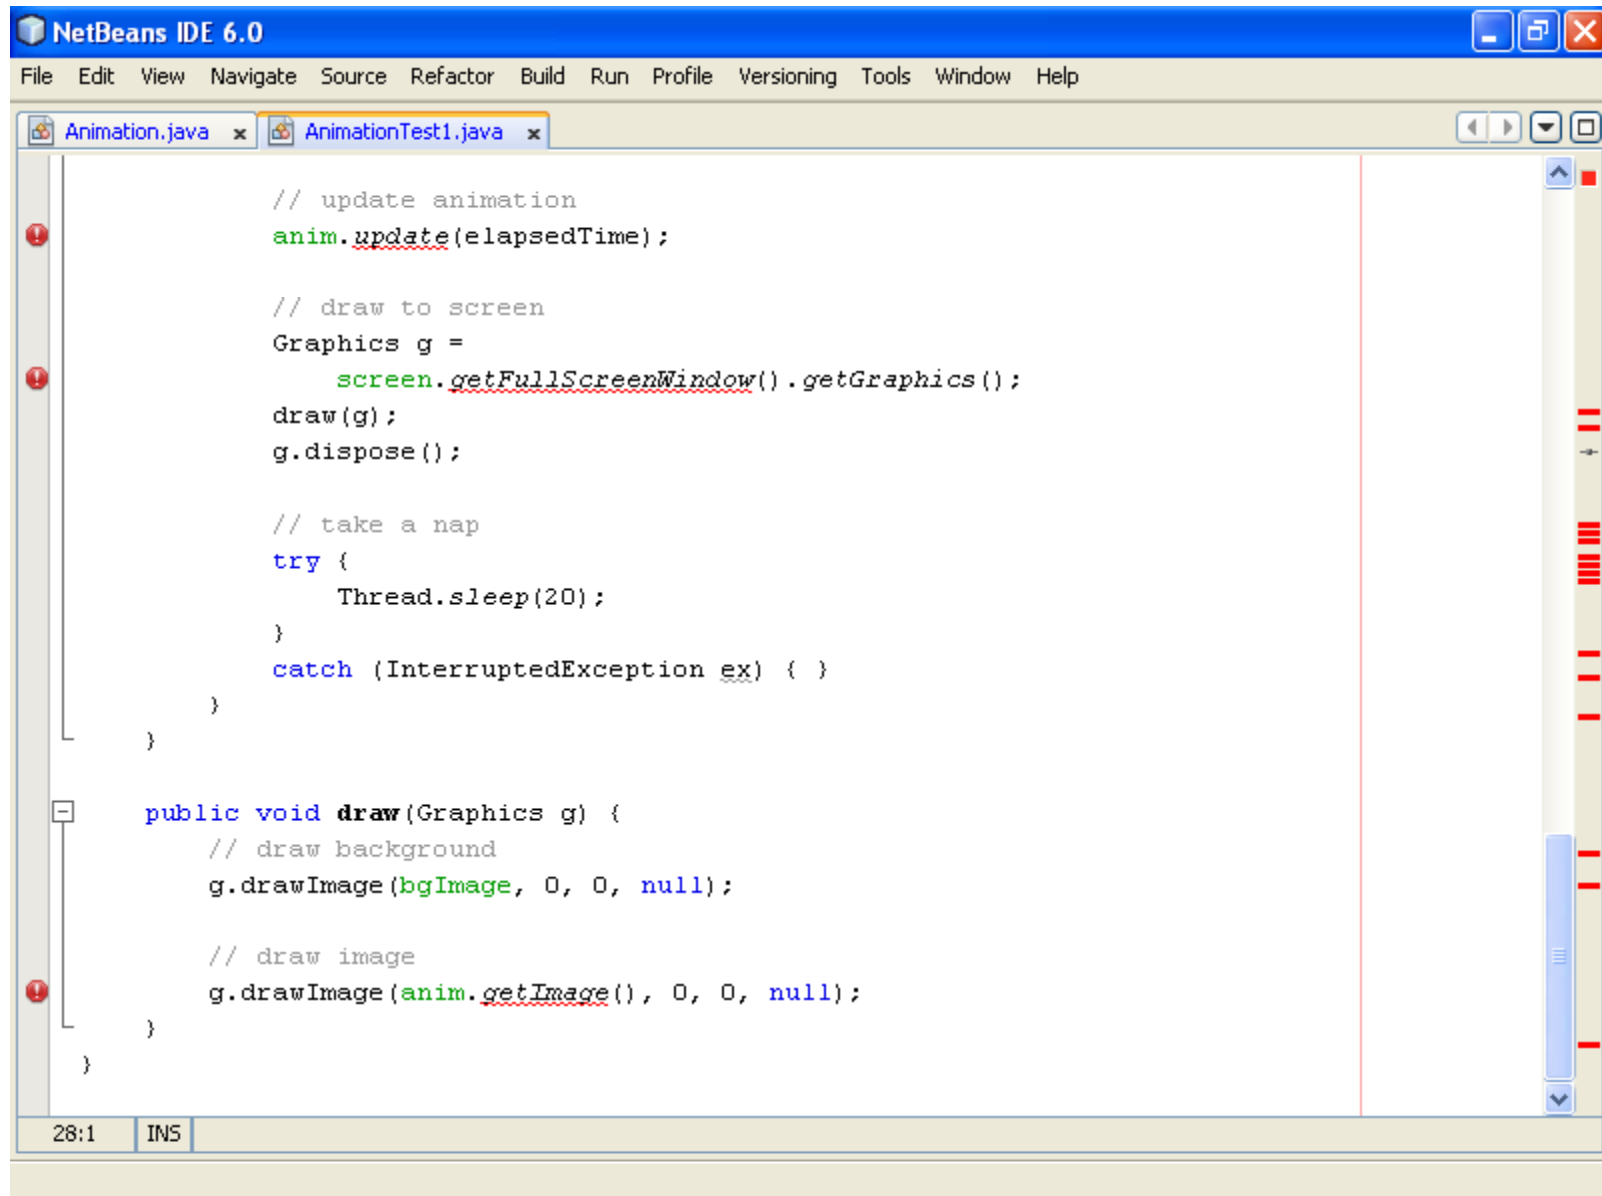 NetBeans IDE 6.0
File Edit View Navigate Source Refactor Build Run Profile Versioning Tools Window Help
Animation.java x AnimationTest1.java x
// update animation
anim.update(elapsedTime);
// draw to screen
Graphics g =
screen.getFullScreenWindow().getGraphics();
draw(g);
g.dispose();
// take a nap
try {
Thread.sleep(20);
}
catch (InterruptedException ex) { }
}
}
public void draw(Graphics g) {
// draw background
g.drawImage(bgImage, 0, 0, null);
// draw image
g.drawImage(anim.getImage(), 0, 0, null);
}
}
28:1 INS